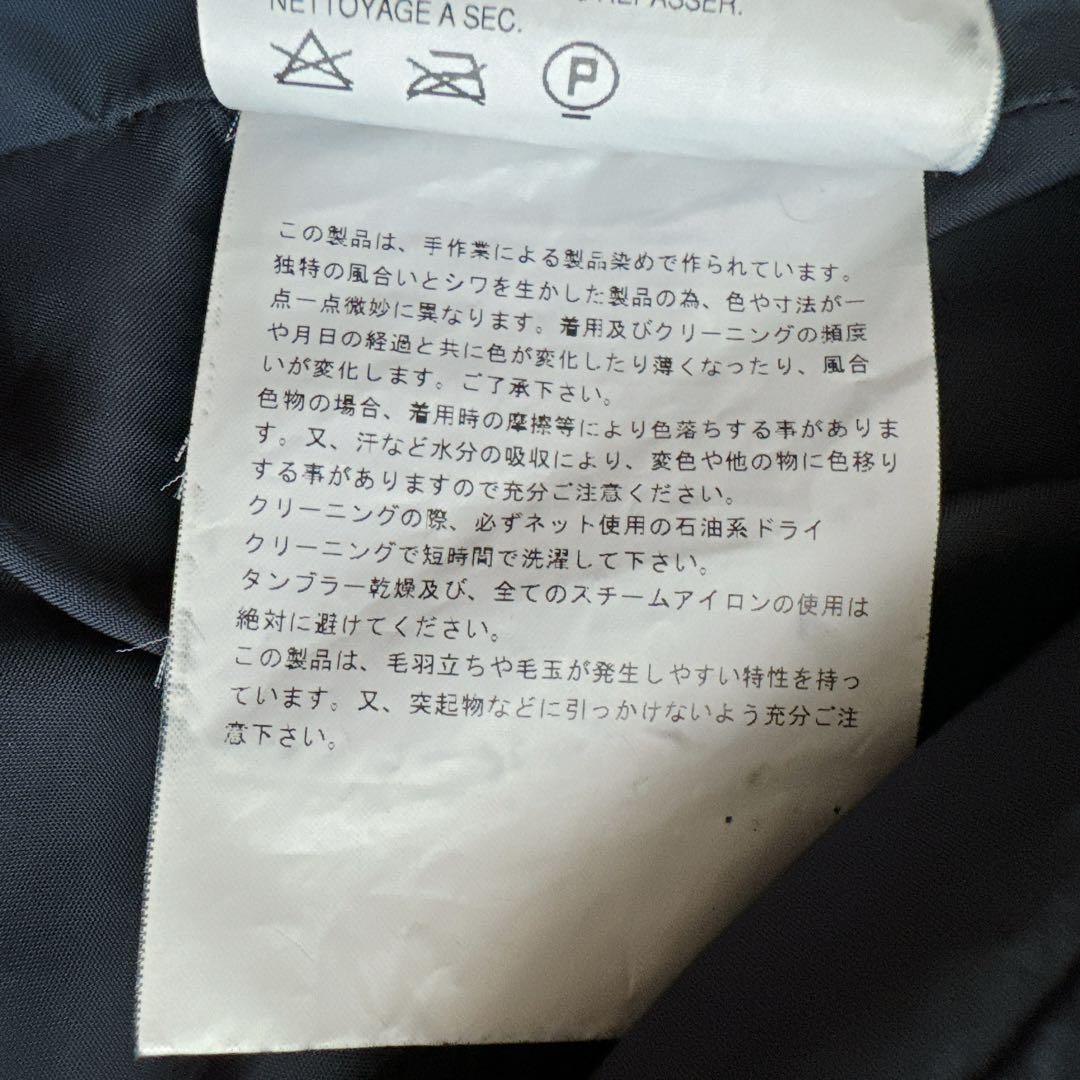 REPASSER.
NETTOYAGE A SEC.
P
この製品は、手作業による製品染めで作られています。
独特の風合いとシワを生かした製品の為、色や寸法が一
点一点微妙に異なります。着用及びクリーニングの頻度
や月日の経過と共に色が変化したり薄くなったり、風合
いが変化します。ご了承下さい。
色物の場合、着用時の摩擦等により色落ちする事がありま
す。又、汗など水分の吸収により、変色や他の物に色移り
する事がありますので充分ご注意ください。
クリーニングの際、必ずネット使用の石油系ドライ
クリーニングで短時間で洗濯して下さい。
タンブラー乾燥及び、全てのスチームアイロンの使用は
絶対に避けてください。
この製品は、毛羽立ちや毛玉が発生しやすい特性を持っ
ています。又、突起物などに引っかけないよう充分ご注
意下さい。